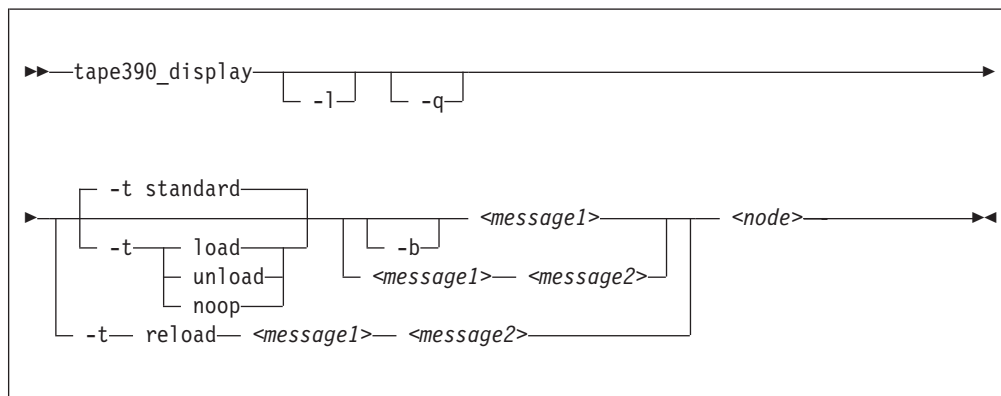 tape390_display
-l -q
-t standard
-t load <message1> <node>
-b
unload <message1> <message2>
noop
-t reload <message1> <message2>